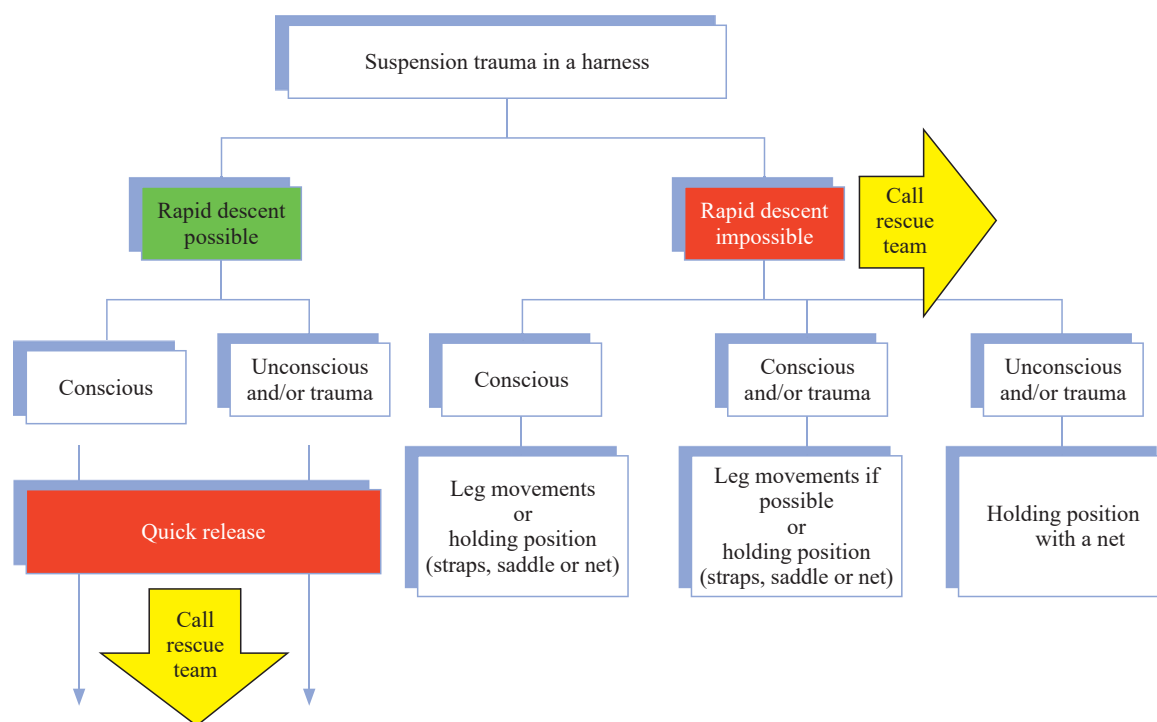 Suspension trauma in a harness
Rapid descent
possible
Rapid descent
impossible
Call
rescue
team
Conscious
Unconscious
and/or trauma
Conscious
Conscious
and/or trauma
Unconscious
and/or trauma
Quick release
Leg movements
or
holding position
(straps, saddle or net)
Leg movements if
possible
or
holding position
(straps, saddle or net)
Holding position
with a net
Call
rescue
team